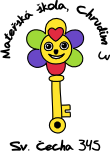 Mateřská škola, Chrudim 3
Sv. Čecha 345